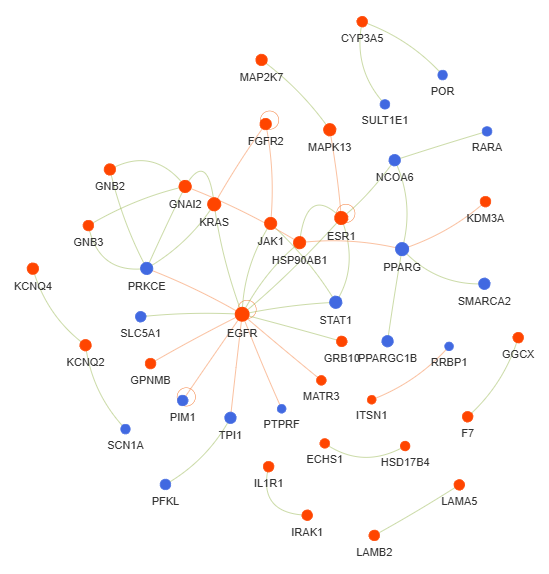 CYP3A5
MAP2K7
POR
SULT1E1
FGFR2
MAPK13
RARA
NCOA6
GNB2
GNAI2
KRAS
KDM3A
GNB3
JAK1
ESR1
HSP90AB1
PPARG
KCNQ4
PRKCE
SMARCA2
SLC5A1
EGFR
STAT1
KCNQ2
GPNMB
GRB10
PPARGC1B
RRBP1
GGCX
MATR3
PIM1
PTPRF
ITSN1
SCN1A
TPI1
F7
ECHS1
HSD17B4
PFKL
IL1R1
LAMA5
IRAK1
LAMB2